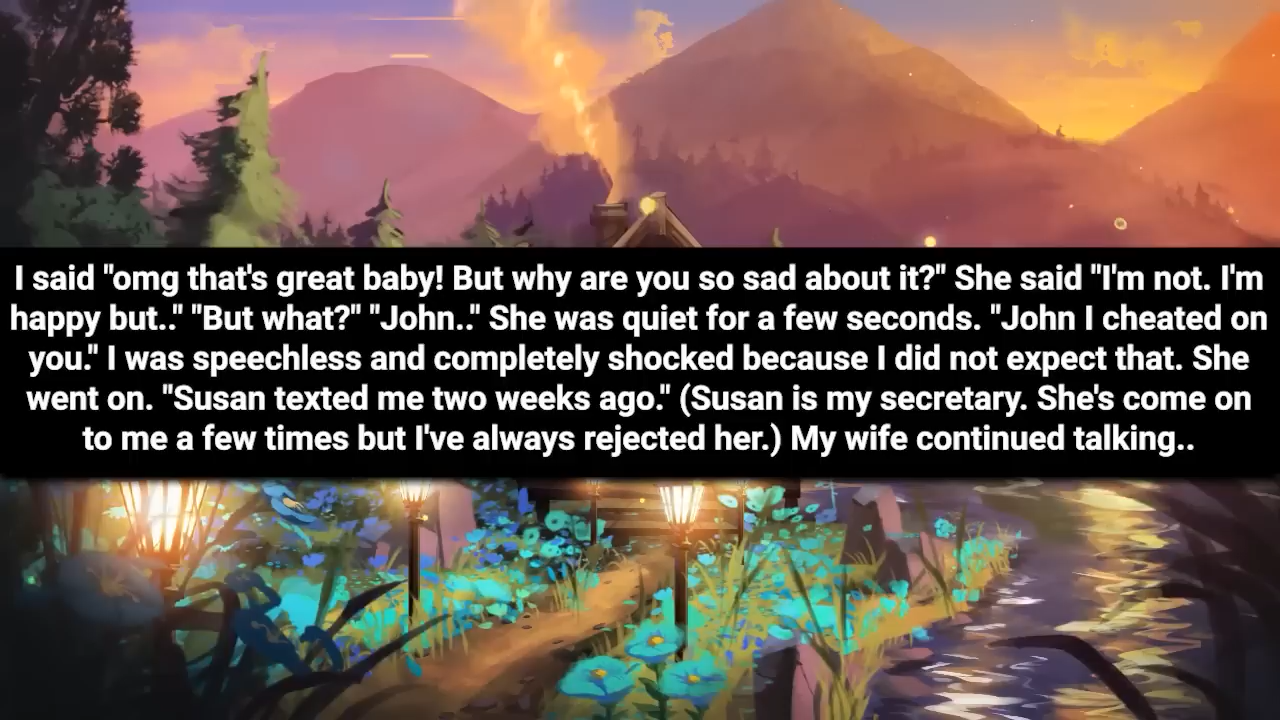 I said "omg that's great baby! But why are you so sad about it?" She said "I'm not. I'm
happy but.." "But what?" "John.." She was quiet for a few seconds. "John I cheated on
you." I was speechless and completely shocked because I did not expect that. She
went on. "Susan texted me two weeks ago." (Susan is my secretary. She's come on
to me a few times but I've always rejected her.) My wife continued talking..